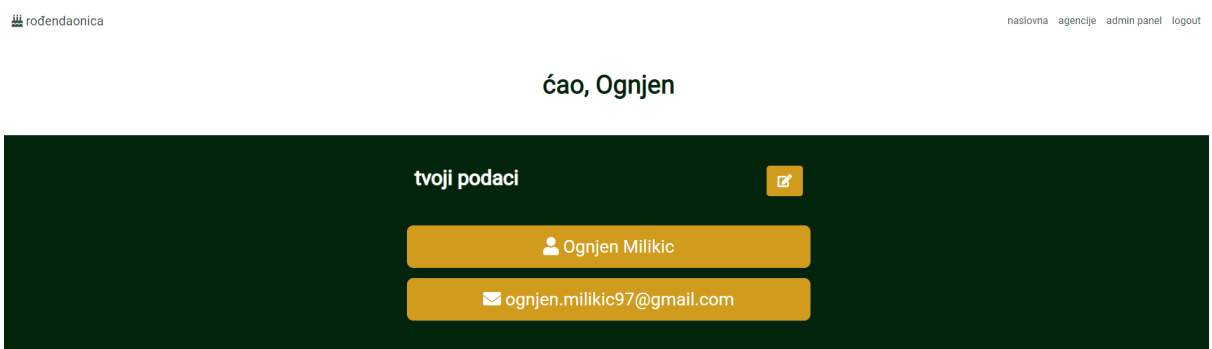 rođendaonica
naslovna agencije admin panel logout
ćao, Ognjen
tvoji podaci
Ognjen Milikic
ognjen.milikic97@gmail.com